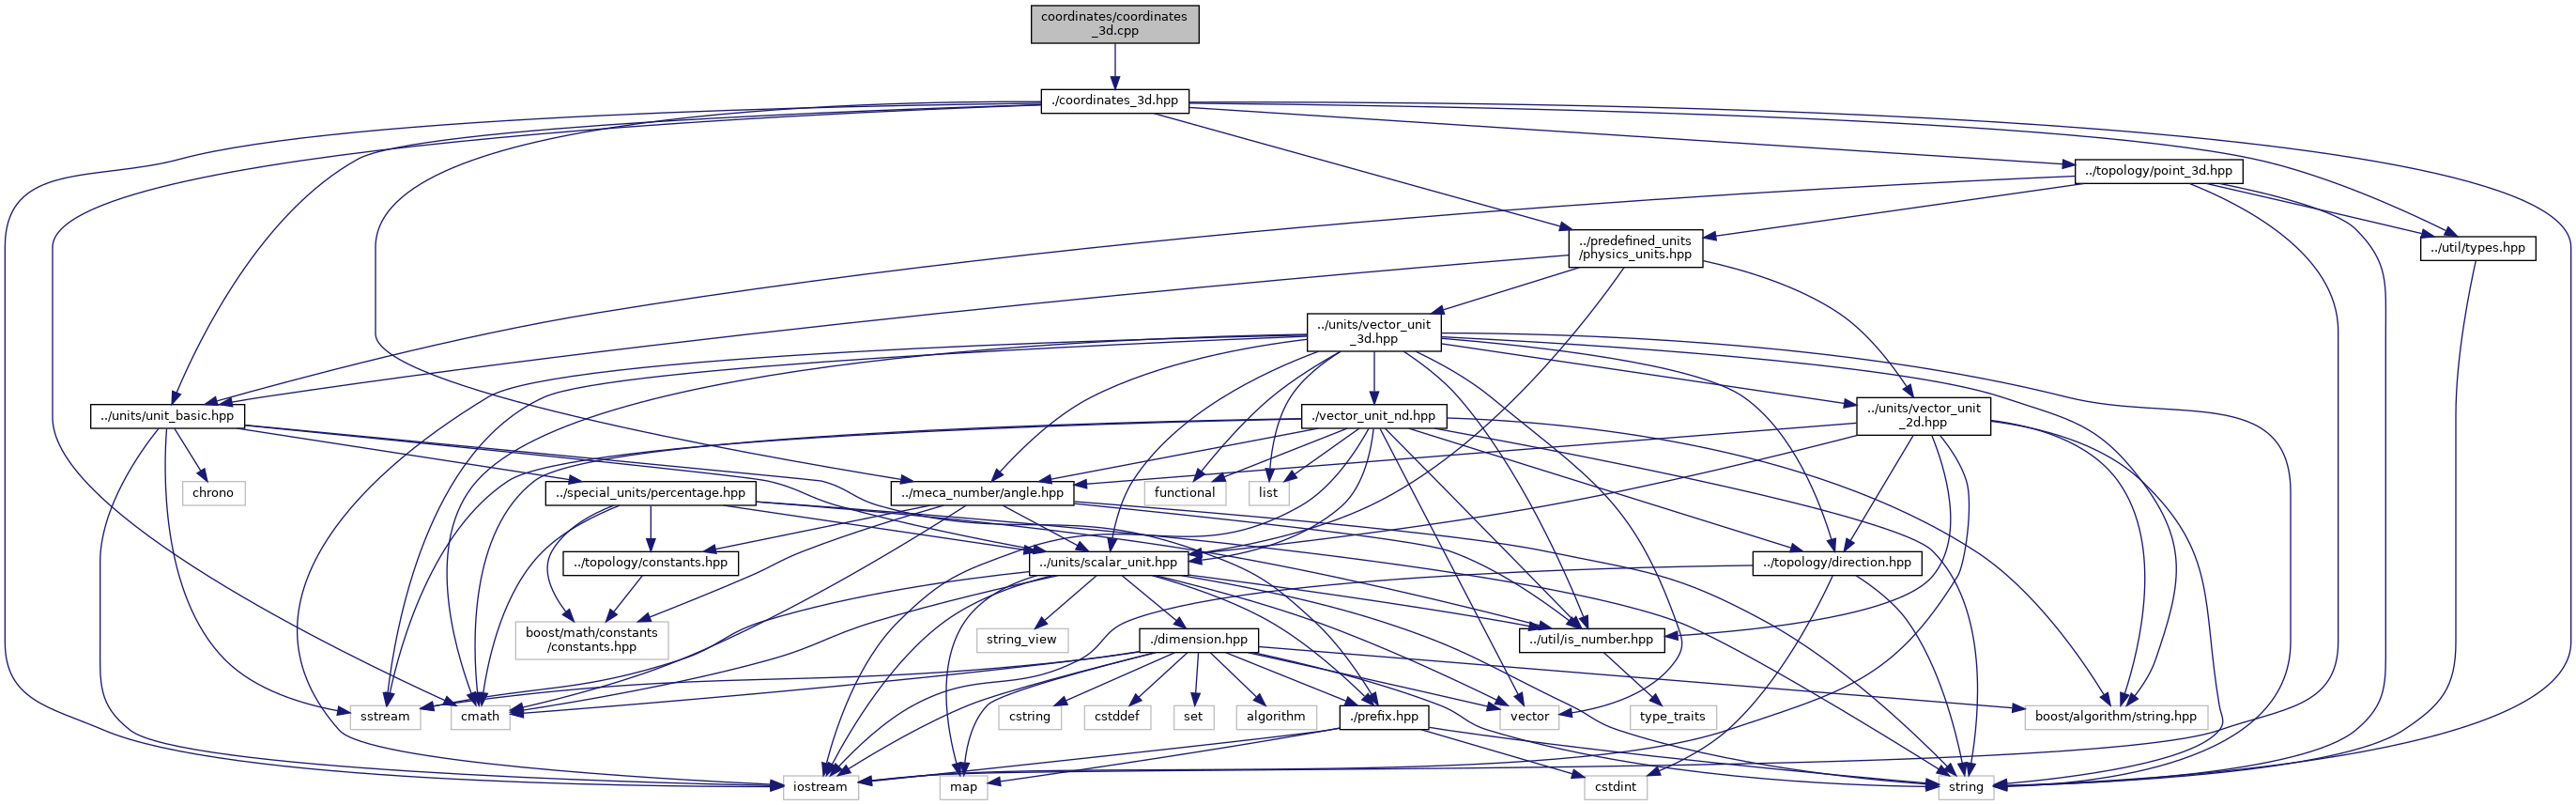 coordinates/coordinates
_3d.cpp
./coordinates_3d.hpp
../topology/point_3d.hpp
../predefined_units
/physics_units.hpp
../util/types.hpp
../units/vector_unit
_3d.hpp
../units/unit_basic.hpp
./vector_unit_nd.hpp
../units/vector_unit
_2d.hpp
chrono
../special_units/percentage.hpp
../meca_number/angle.hpp
functional
list
../topology/constants.hpp
../units/scalar_unit.hpp
../topology/direction.hpp
boost/math/constants
/constants.hpp
string_view
./dimension.hpp
../util/is_number.hpp
sstream
cmath
cstring
cstddef
set
algorithm
./prefix.hpp
vector
type_traits
boost/algorithm/string.hpp
iostream
map
cstdint
string